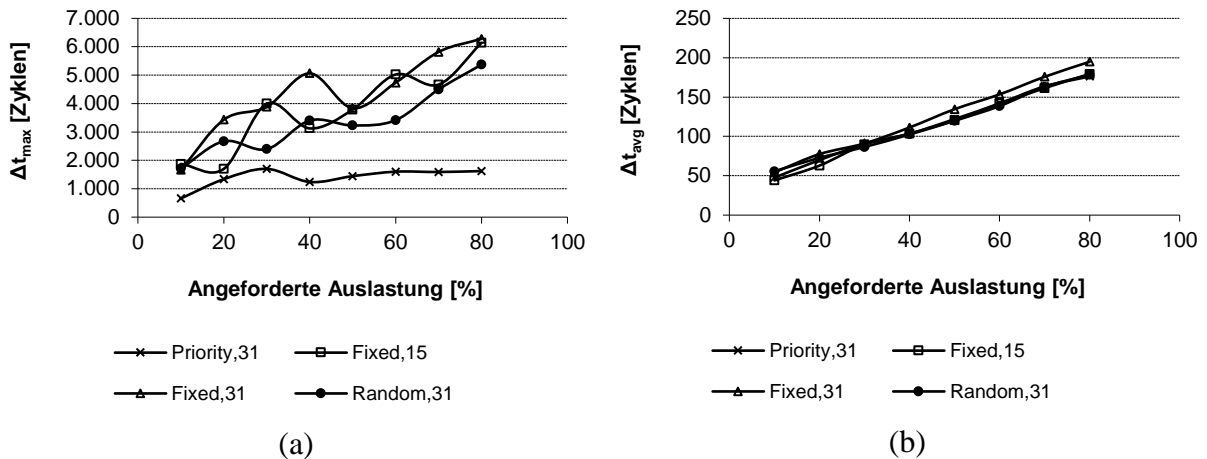 7.000
6.000
5.000
4.000
3.000
2.000
1.000
0
Δt_max [Zyklen]
0 20 40 60 80 100
Angeforderte Auslastung [%]
Priority,31 Fixed,15
Fixed,31 Random,31
(a)
250
200
150
100
50
0
Δt_avg [Zyklen]
0 20 40 60 80 100
Angeforderte Auslastung [%]
Priority,31 Fixed,15
Fixed,31 Random,31
(b)